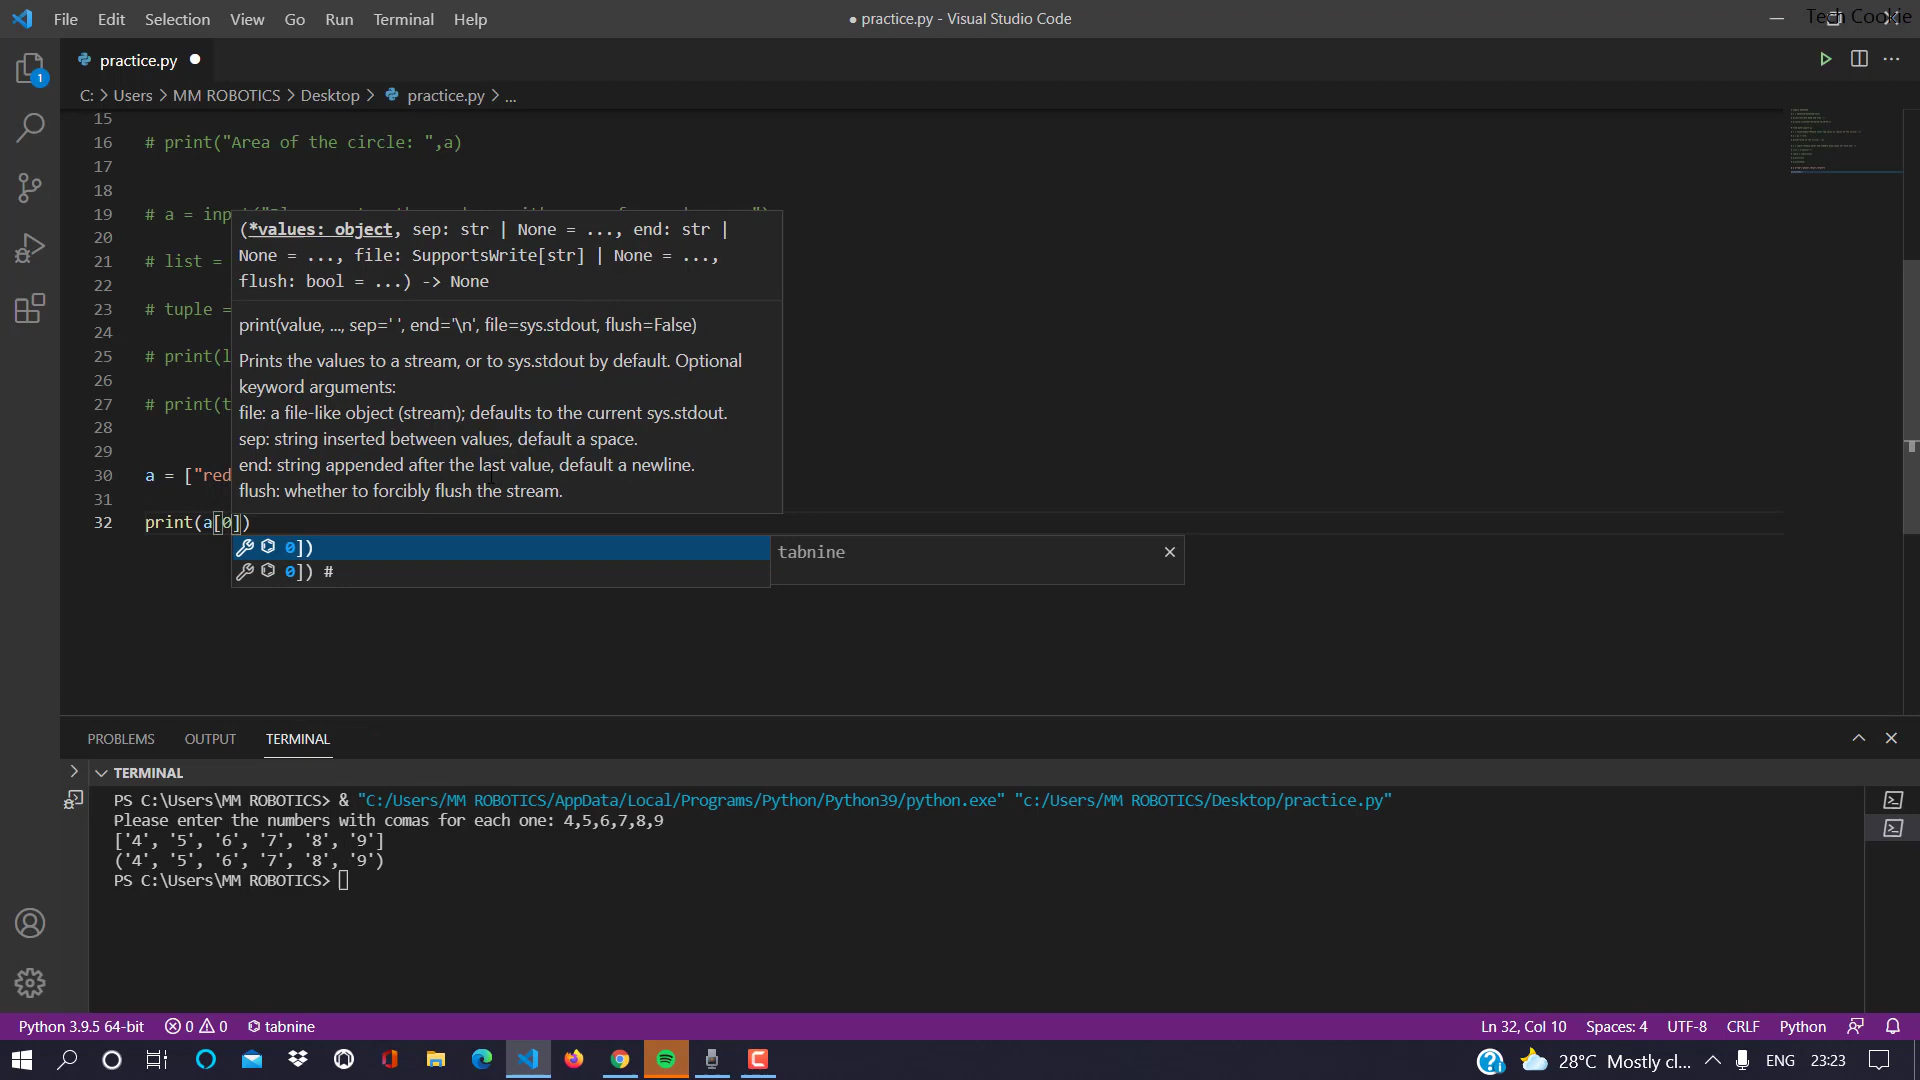 File Edit Selection View Go Run Terminal Help
● practice.py - Visual Studio Code
Tech Cookie
practice.py ●
C: > Users > MM ROBOTICS > Desktop > practice.py > ...
1
15
16 # print("Area of the circle: ",a)
17
18
19 # a = inp
20
21 # list =
22
23 # tuple =
24
25 # print(l
26
27 # print(t
28
29
30 a = ["red
31
32 print(a[0])
(*values: object, sep: str | None = ..., end: str |
None = ..., file: SupportsWrite[str] | None = ...,
flush: bool = ...) -> None
print(value, ..., sep=' ', end='\n', file=sys.stdout, flush=False)
Prints the values to a stream, or to sys.stdout by default. Optional
keyword arguments:
file: a file-like object (stream); defaults to the current sys.stdout.
sep: string inserted between values, default a space.
end: string appended after the last value, default a newline.
flush: whether to forcibly flush the stream.
0])
0]) #
tabnine
PROBLEMS OUTPUT TERMINAL
TERMINAL
PS C:\Users\MM ROBOTICS> & "C:/Users/MM ROBOTICS/AppData/Local/Programs/Python/Python39/python.exe" "c:/Users/MM ROBOTICS/Desktop/practice.py"
Please enter the numbers with comas for each one: 4,5,6,7,8,9
['4', '5', '6', '7', '8', '9']
('4', '5', '6', '7', '8', '9')
PS C:\Users\MM ROBOTICS>
Python 3.9.5 64-bit 0 0 tabnine
Ln 32, Col 10 Spaces: 4 UTF-8 CRLF Python
28°C Mostly cl... ENG 23:23